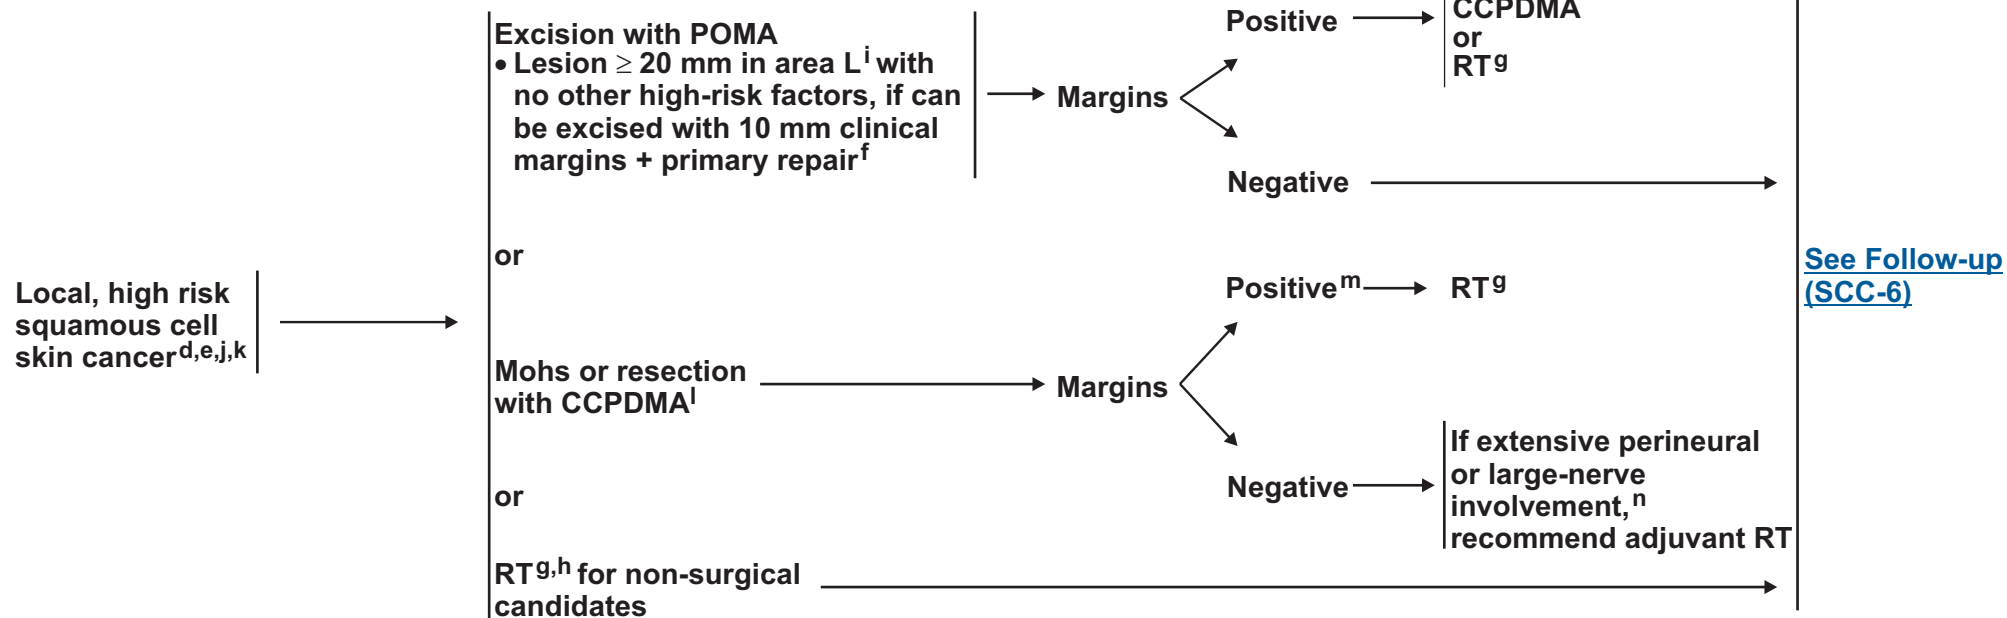 CCPDMA
or
RTg
Positive
Excision with POMA
• Lesion ≥ 20 mm in area Li with
no other high-risk factors, if can
be excised with 10 mm clinical
margins + primary repairf
Margins
Negative
or
Local, high risk
squamous cell
skin cancerd,e,j,k
Positivem
RTg
See Follow-up
(SCC-6)
Mohs or resection
with CCPDMAl
Margins
Negative
If extensive perineural
or large-nerve
involvement,n
recommend adjuvant RT
or
RTg,h for non-surgical
candidates